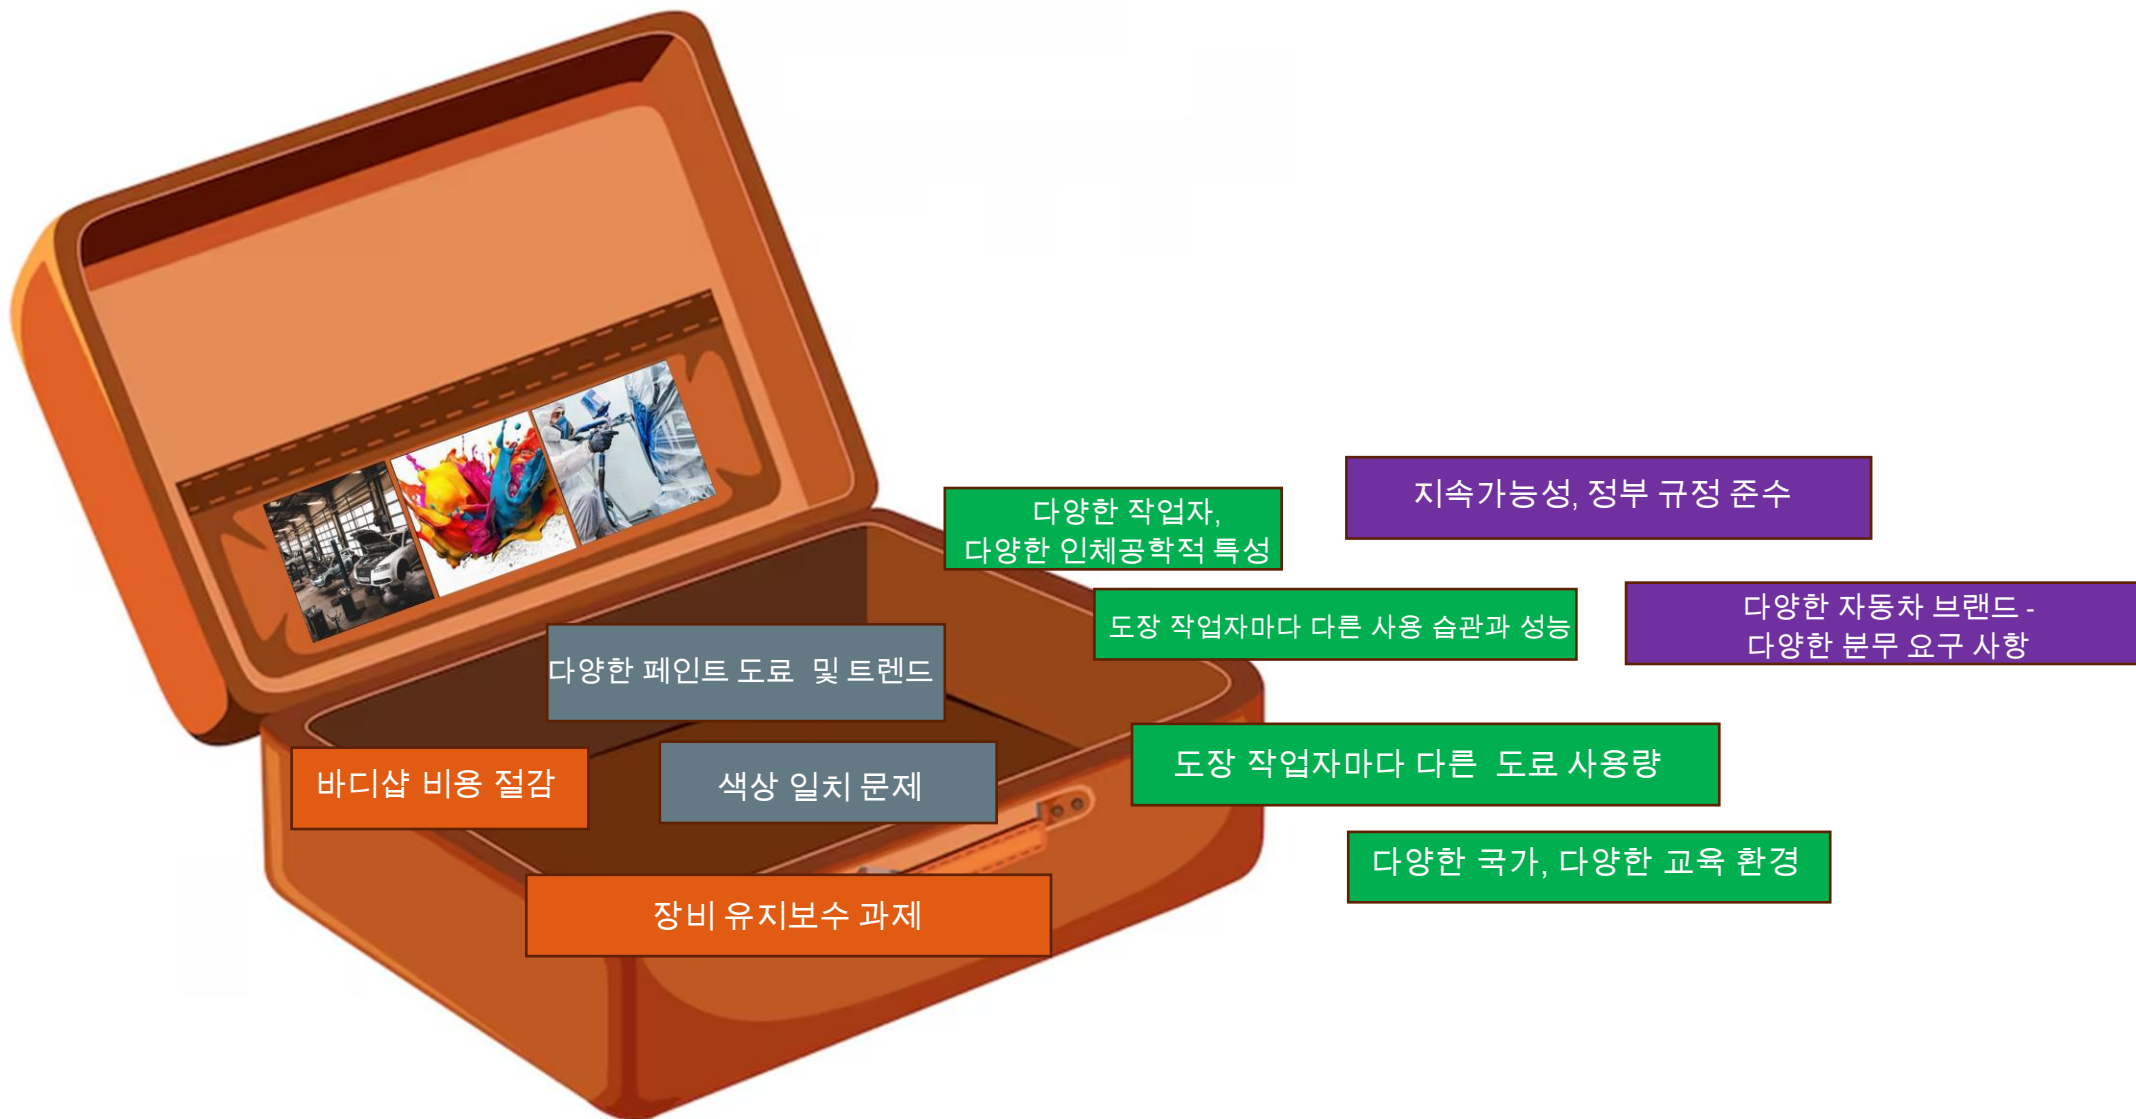 다양한 작업자,
다양한 인체공학적 특성
지속가능성, 정부 규정 준수
도장 작업자마다 다른 사용 습관과 성능
다양한 자동차 브랜드 -
다양한 분무 요구 사항
다양한 페인트 도료 및 트렌드
바디샵 비용 절감
색상 일치 문제
도장 작업자마다 다른 도료 사용량
다양한 국가, 다양한 교육 환경
장비 유지보수 과제